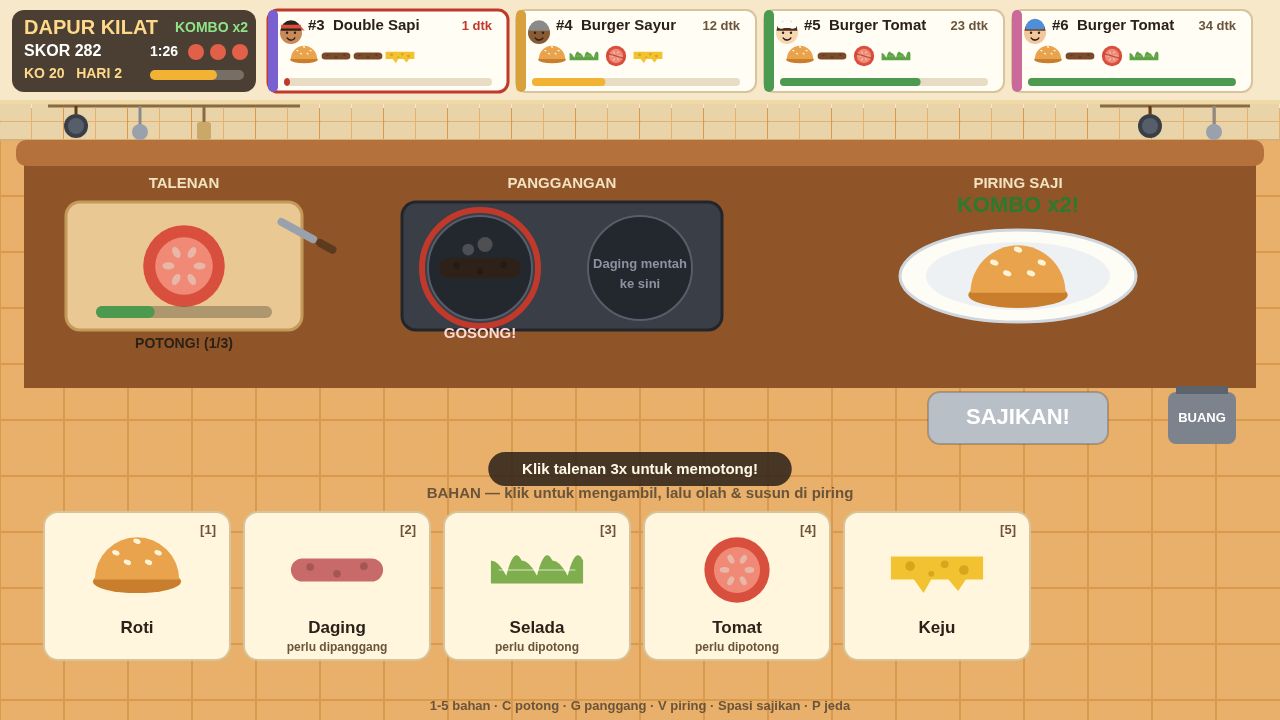 DAPUR KILAT KOMBO x2
SKOR 282 1:26
KO 20 HARI 2
#3 Double Sapi 1 dtk
#4 Burger Sayur 12 dtk
#5 Burger Tomat 23 dtk
#6 Burger Tomat 34 dtk
TALENAN
PANGGANGAN
PIRING SAJI
KOMBO x2!
Daging mentah
ke sini
GOSONG!
POTONG! (1/3)
SAJIKAN!
BUANG
Klik talenan 3x untuk memotong!
BAHAN — klik untuk mengambil, lalu olah & susun di piring
[1]
Roti
[2]
Daging
perlu dipanggang
[3]
Selada
perlu dipotong
[4]
Tomat
perlu dipotong
[5]
Keju
1-5 bahan · C potong · G panggang · V piring · Spasi sajikan · P jeda